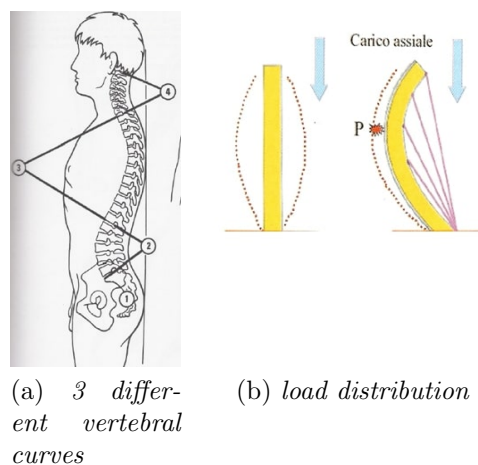 4
3
2
1
Carico assiale
P
(a) 3 differ-
ent vertebral
curves
(b) load distribution